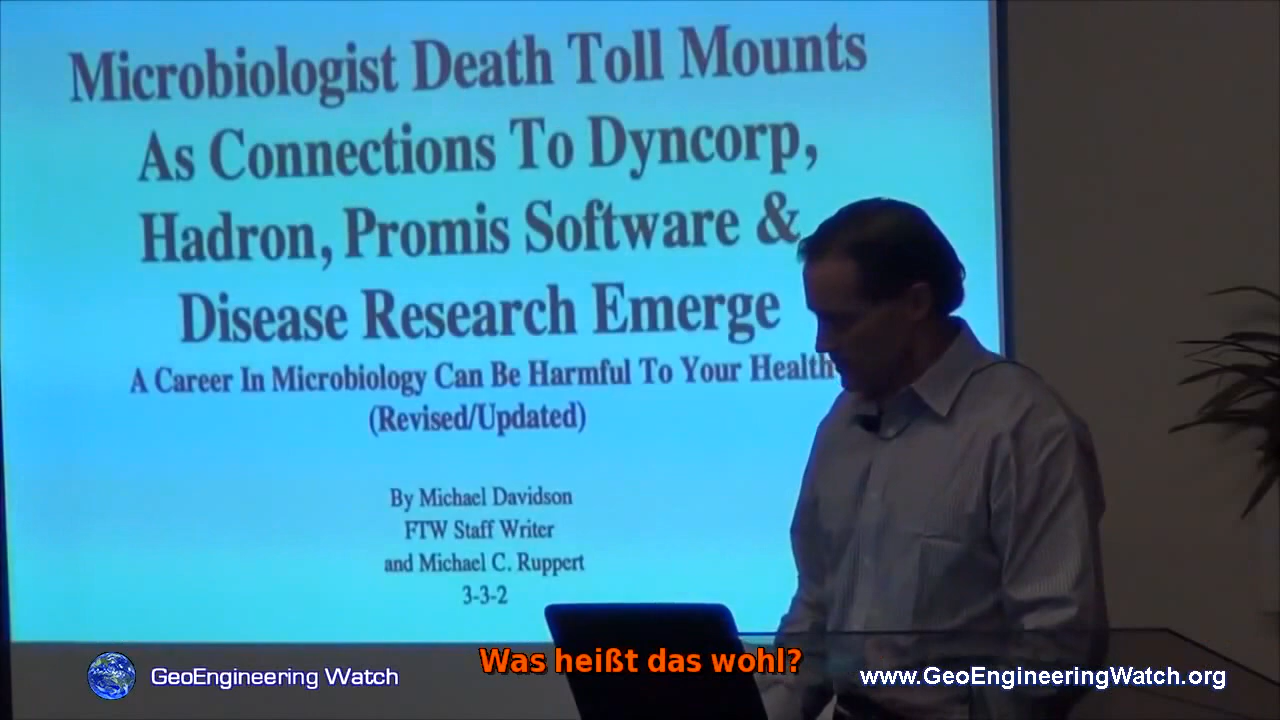 Microbiologist Death Toll Mounts
As Connections To Dyncorp,
Hadron, Promis Software &
Disease Research Emerge
A Career In Microbiology Can Be Harmful To Your Health
(Revised/Updated)
By Michael Davidson
FTW Staff Writer
and Michael C. Ruppert
3-3-2
Was heißt das wohl?
GeoEngineering Watch
www.GeoEngineeringWatch.org